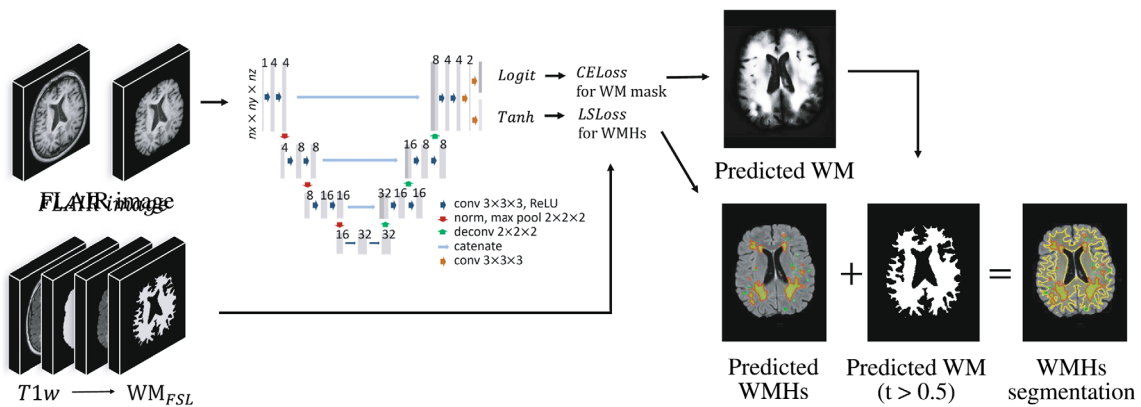 FLAIR image
FLAIR image
T1w
WM_FSL
nx × ny × nz
1 4 4
4 8 8
8 16 16
16 32 32
32 16 16
16 8 8
8 4 4 2
Logit
CELoss
for WM mask
Tanh
LSLoss
for WMHs
conv 3×3×3, ReLU
norm, max pool 2×2×2
deconv 2×2×2
catenate
conv 3×3×3
Predicted WM
+
=
Predicted
WMHs
Predicted WM
(t > 0.5)
WMHs
segmentation